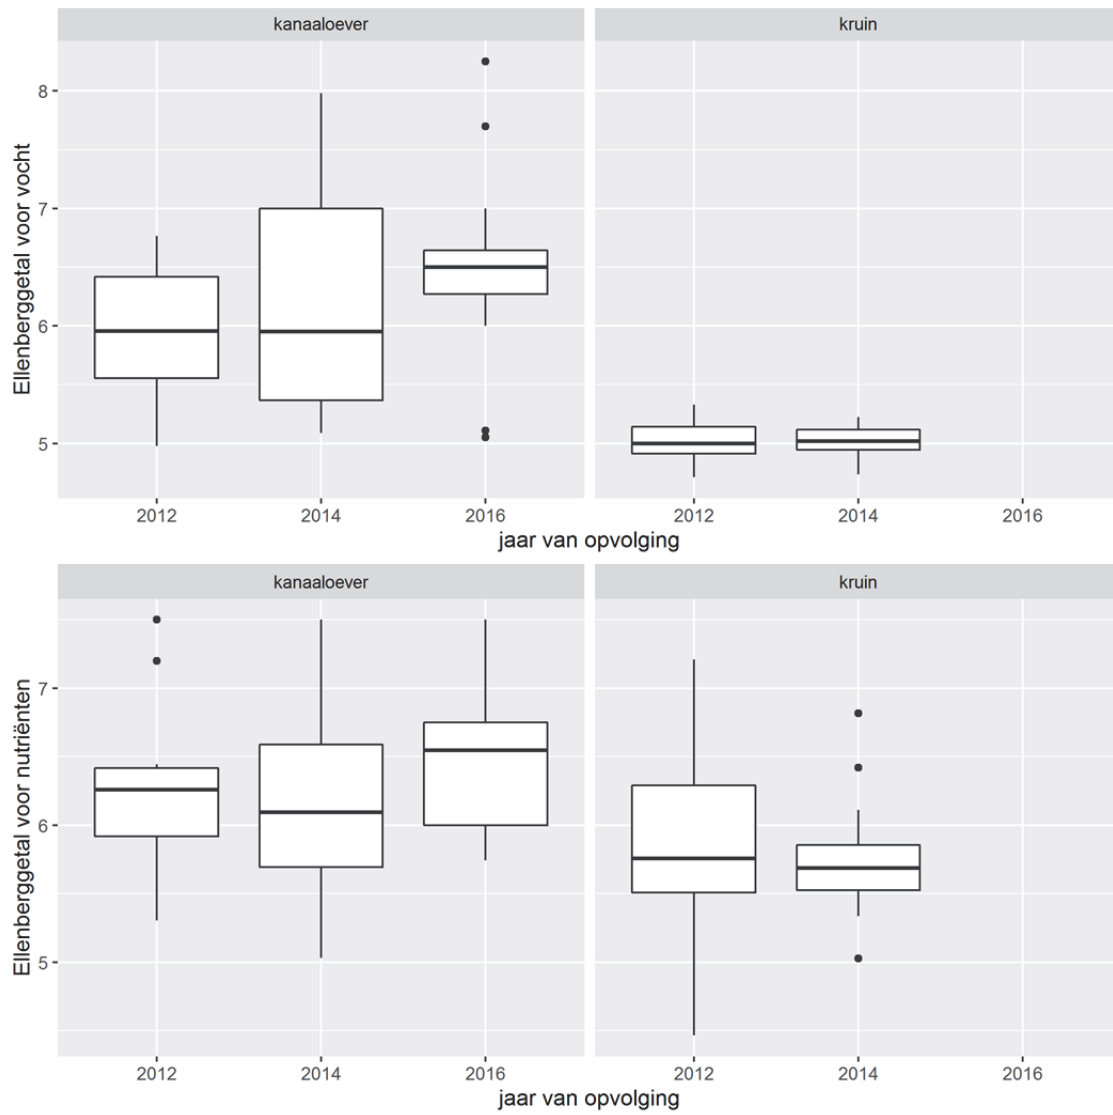 kanaaloever kruin
Ellenberggetal voor vocht
8
7
6
5
2012 2014 2016 2012 2014 2016
jaar van opvolging
kanaaloever kruin
Ellenberggetal voor nutriënten
7
6
5
2012 2014 2016 2012 2014 2016
jaar van opvolging